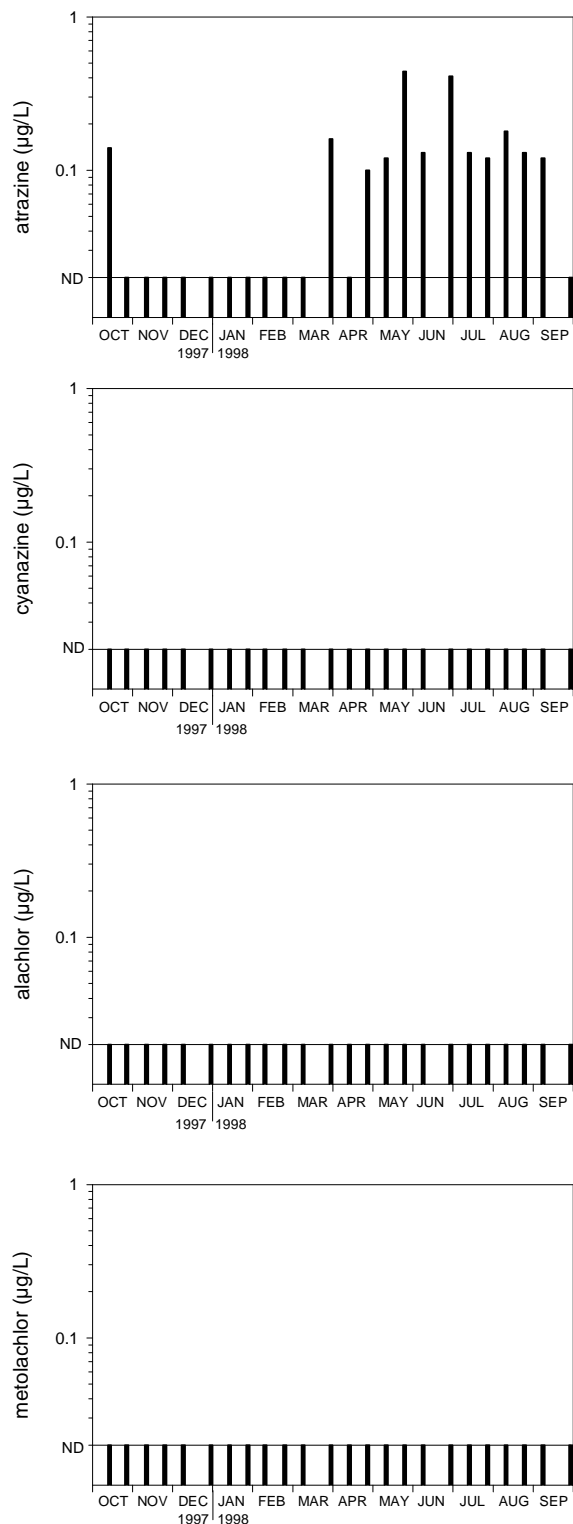 1
atrazine (µg/L)
0.1
ND
OCT NOV DEC JAN FEB MAR APR MAY JUN JUL AUG SEP
1997 1998
1
cyanazine (µg/L)
0.1
ND
OCT NOV DEC JAN FEB MAR APR MAY JUN JUL AUG SEP
1997 1998
1
alachlor (µg/L)
0.1
ND
OCT NOV DEC JAN FEB MAR APR MAY JUN JUL AUG SEP
1997 1998
1
metolachlor (µg/L)
0.1
ND
OCT NOV DEC JAN FEB MAR APR MAY JUN JUL AUG SEP
1997 1998